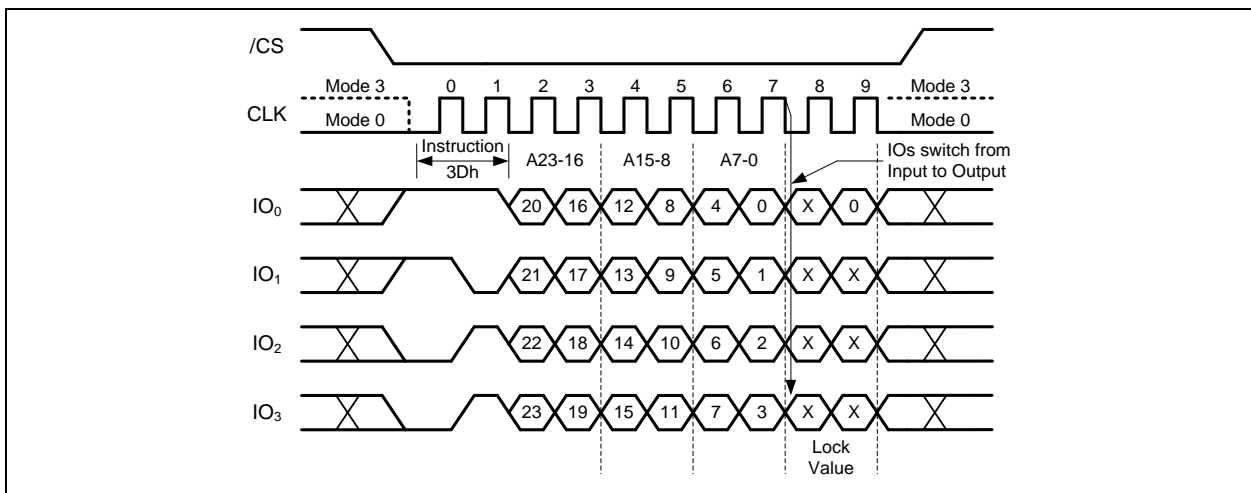 /CS
Mode 3 0 1 2 3 4 5 6 7 8 9 Mode 3
CLK
Mode 0 Mode 0
Instruction A23-16 A15-8 A7-0 IOs switch from
3Dh Input to Output
IO0 20 16 12 8 4 0 X 0
IO1 21 17 13 9 5 1 X X
IO2 22 18 14 10 6 2 X X
IO3 23 19 15 11 7 3 X X
Lock
Value